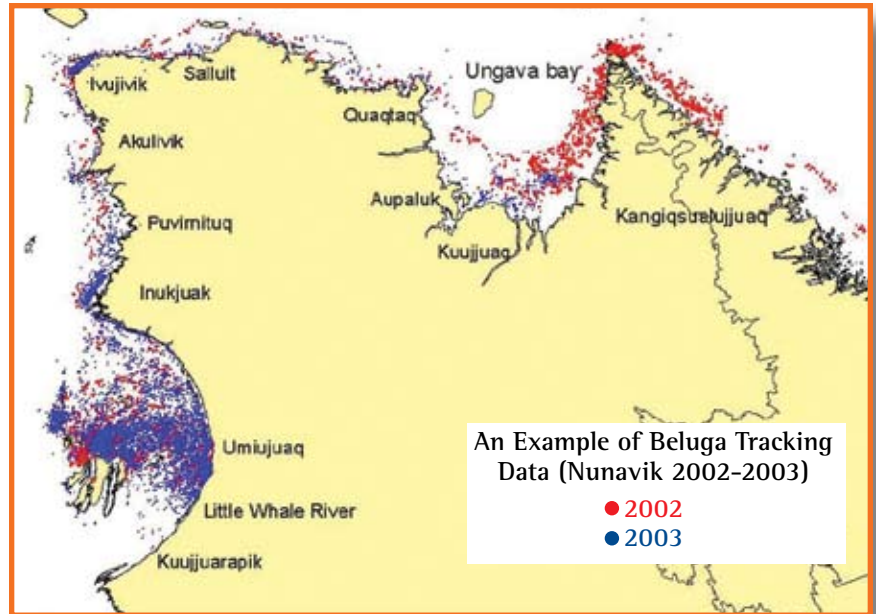 Ivujivik
Salluit
Ungava bay
Quaqtaq
Akulivik
Aupaluk
Puvirnituq
Kangiqsualujjuaq
Kuujjuaq
Inukjuak
Umiujuaq
Little Whale River
Kuujjuarapik
An Example of Beluga Tracking
Data (Nunavik 2002-2003)
2002
2003